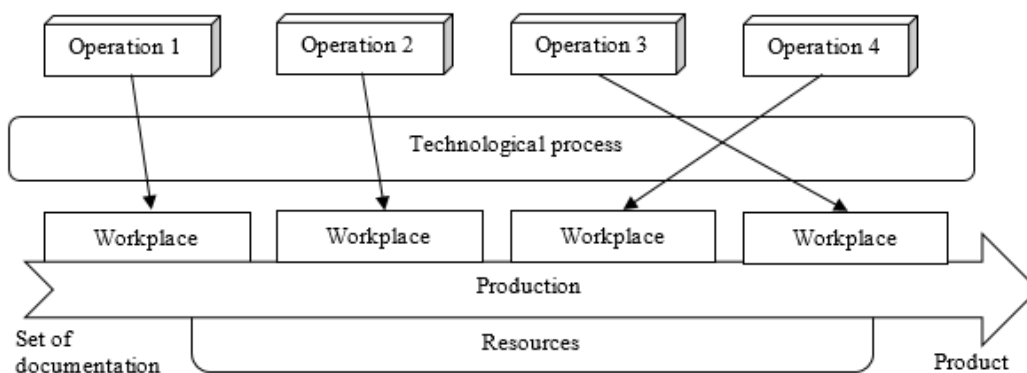 Operation 1
Operation 2
Operation 3
Operation 4
Technological process
Workplace
Workplace
Workplace
Workplace
Production
Set of
documentation
Resources
Product